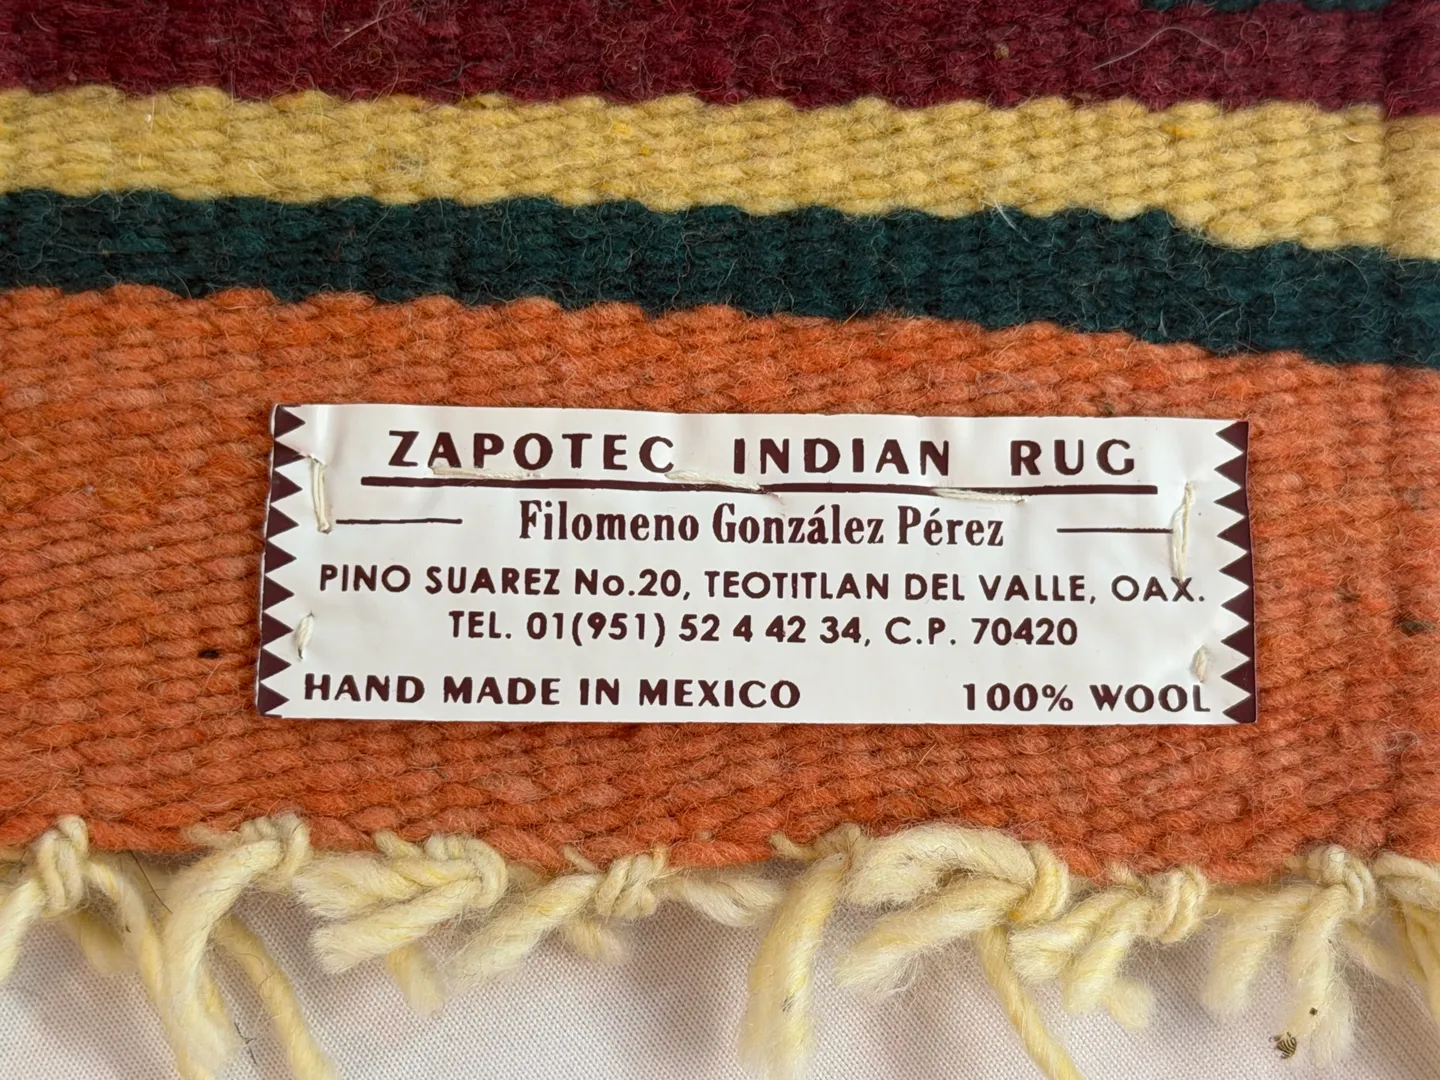 ZAPOTEC INDIAN RUG
Filomeno González Pérez
PINO SUAREZ No.20, TEOTITLAN DEL VALLE, OAX.
TEL. 01(951) 52 4 42 34, C.P. 70420
HAND MADE IN MEXICO 100% WOOL